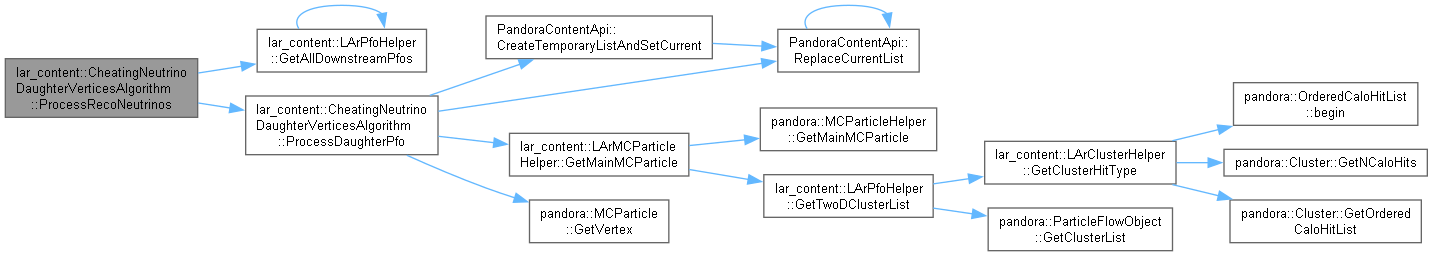 lar_content::CheatingNeutrino
DaughterVerticesAlgorithm
::ProcessRecoNeutrinos
lar_content::LArPfoHelper
::GetAllDownstreamPfos
lar_content::CheatingNeutrino
DaughterVerticesAlgorithm
::ProcessDaughterPfo
PandoraContentApi::
CreateTemporaryListAndSetCurrent
PandoraContentApi::
ReplaceCurrentList
lar_content::LArMCParticle
Helper::GetMainMCParticle
pandora::MCParticle
::GetVertex
pandora::MCParticleHelper
::GetMainMCParticle
lar_content::LArPfoHelper
::GetTwoDClusterList
lar_content::LArClusterHelper
::GetClusterHitType
pandora::ParticleFlowObject
::GetClusterList
pandora::OrderedCaloHitList
::begin
pandora::Cluster::GetNCaloHits
pandora::Cluster::GetOrdered
CaloHitList